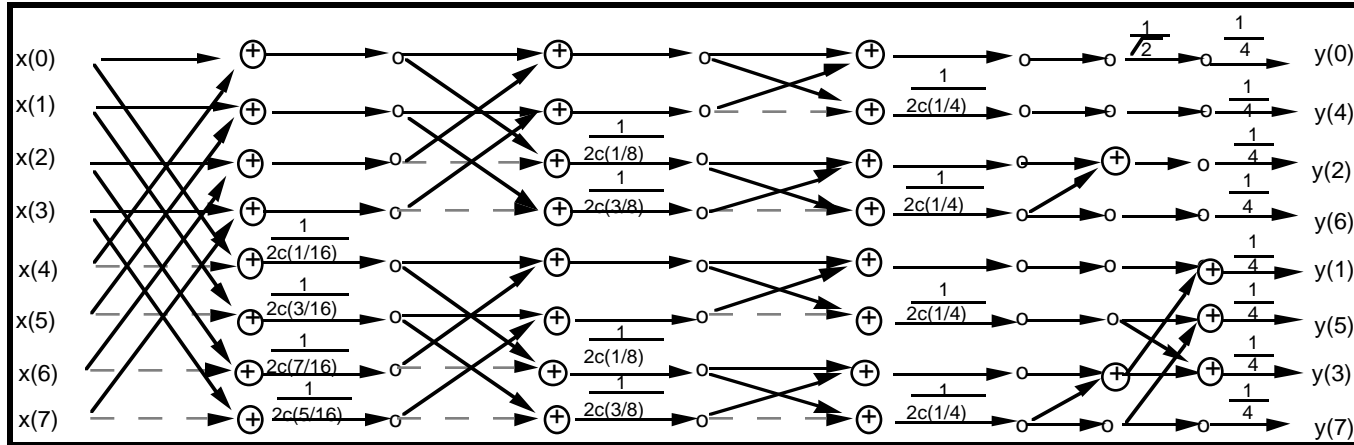 x(0) + + + 1 √2 1 4 y(0)
x(1) + + 1 2c(1/4) + 1 4 y(4)
x(2) + 1 2c(1/8) + + + 1 4 y(2)
x(3) + 1 2c(3/8) + 1 2c(1/4) + 1 4 y(6)
x(4) + 1 2c(1/16) + + + 1 4 y(1)
x(5) + 1 2c(3/16) + + 1 2c(1/4) + 1 4 y(5)
x(6) + 1 2c(7/16) + 1 2c(1/8) + + + 1 4 y(3)
x(7) + 1 2c(5/16) + 1 2c(3/8) + 1 2c(1/4) 1 4 y(7)